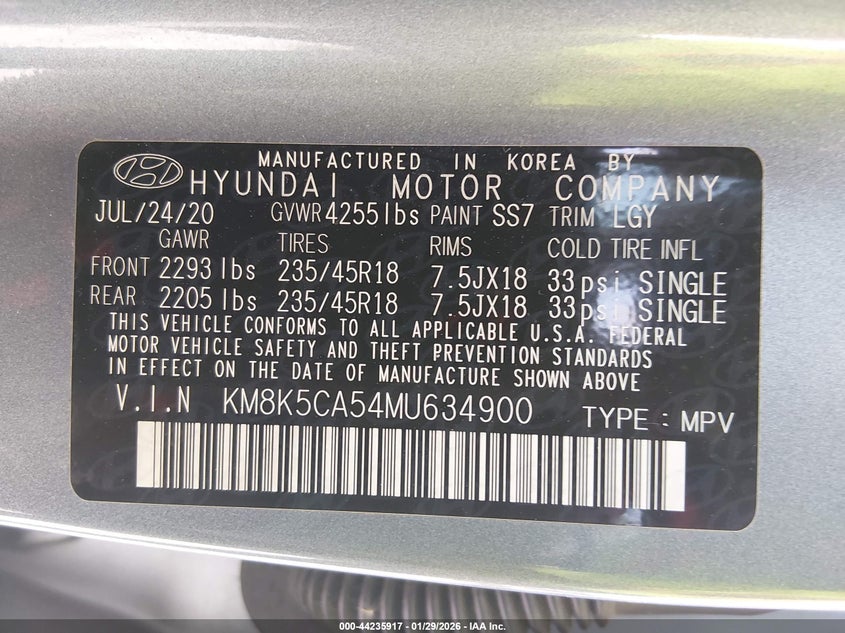 MANUFACTURED IN KOREA BY
HYUNDAI MOTOR COMPANY
JUL/24/20 GVWR 4255 lbs PAINT SS7 TRIM LGY
GAWR TIRES RIMS COLD TIRE INFL
FRONT 2293 lbs 235/45R18 7.5JX18 33psi SINGLE
REAR 2205 lbs 235/45R18 7.5JX18 33psi SINGLE
THIS VEHICLE CONFORMS TO ALL APPLICABLE U.S.A. FEDERAL
MOTOR VEHICLE SAFETY AND THEFT PREVENTION STANDARDS
IN EFFECT ON THE DATE OF MANUFACTURE SHOWN ABOVE
V.I.N KM8K5CA54MU634900 TYPE : MPV
000-44235917 - 01/29/2026 - IAA Inc.